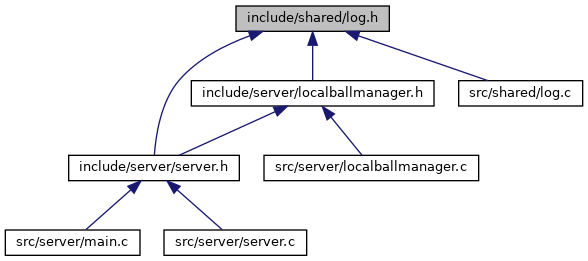 include/shared/log.h
include/server/localballmanager.h
src/shared/log.c
include/server/server.h
src/server/localballmanager.c
src/server/main.c
src/server/server.c